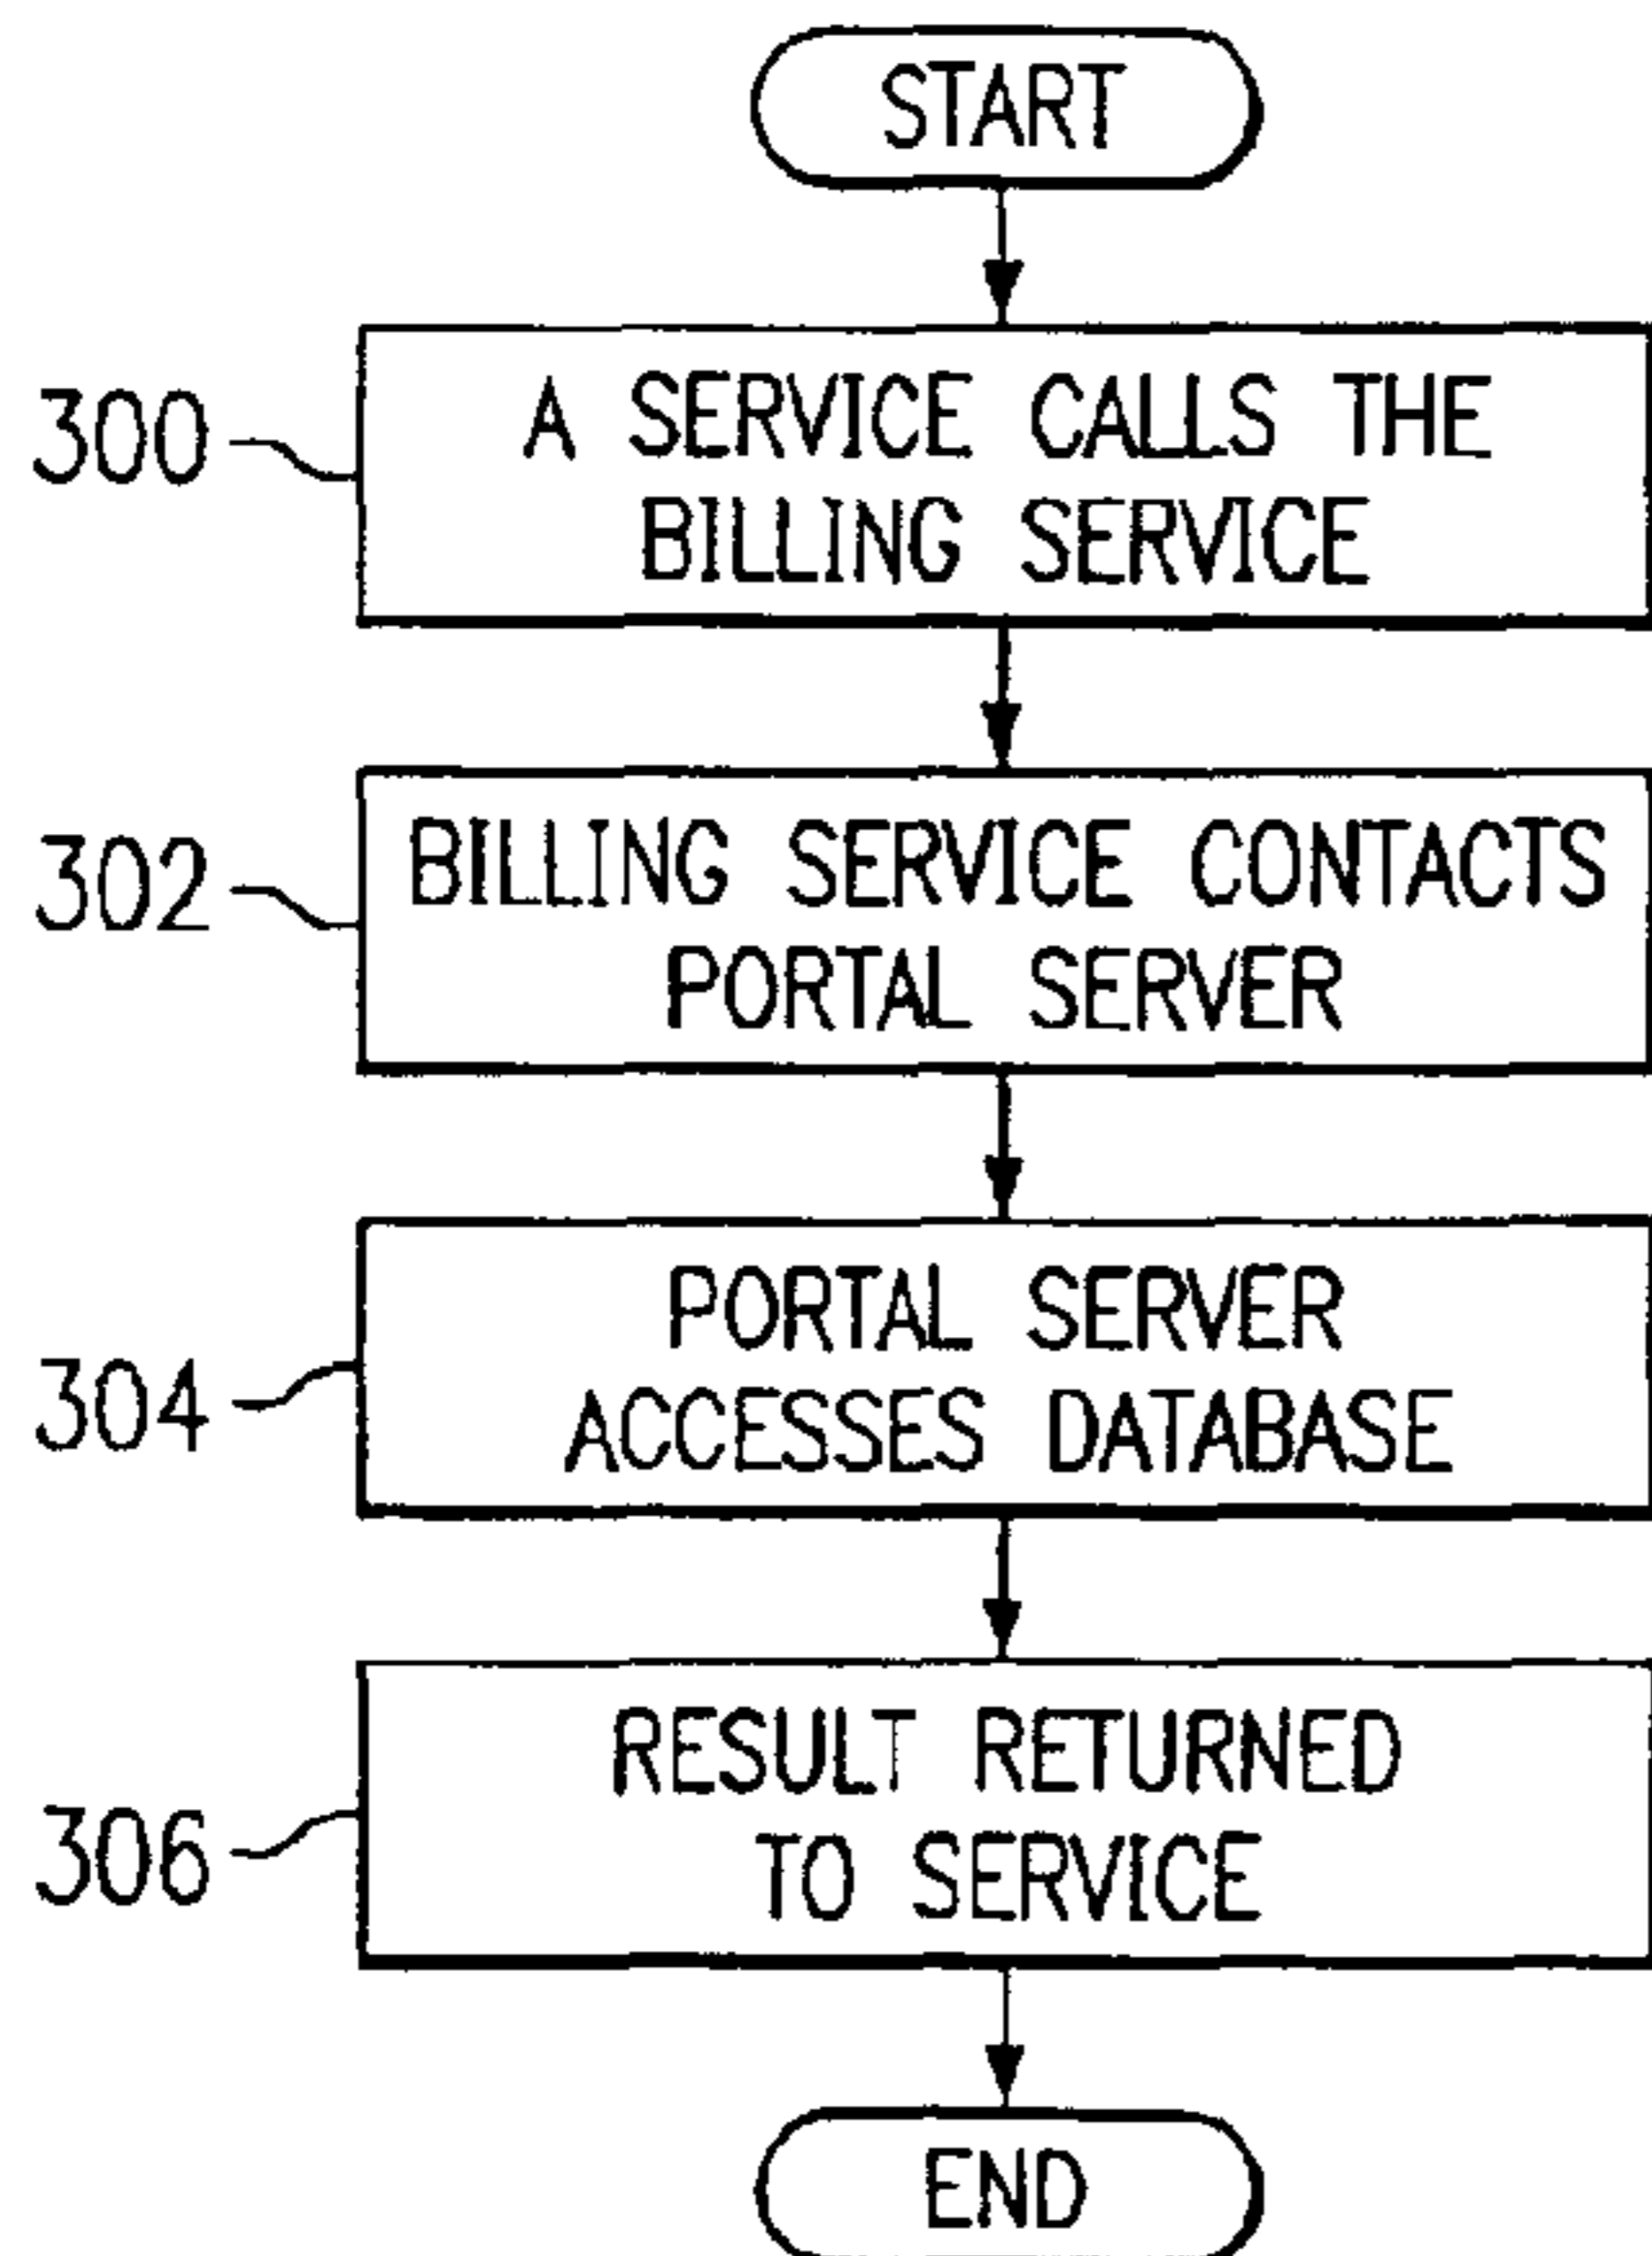 START
300
A SERVICE CALLS THE
BILLING SERVICE
302
BILLING SERVICE CONTACTS
PORTAL SERVER
304
PORTAL SERVER
ACCESSES DATABASE
306
RESULT RETURNED
TO SERVICE
END